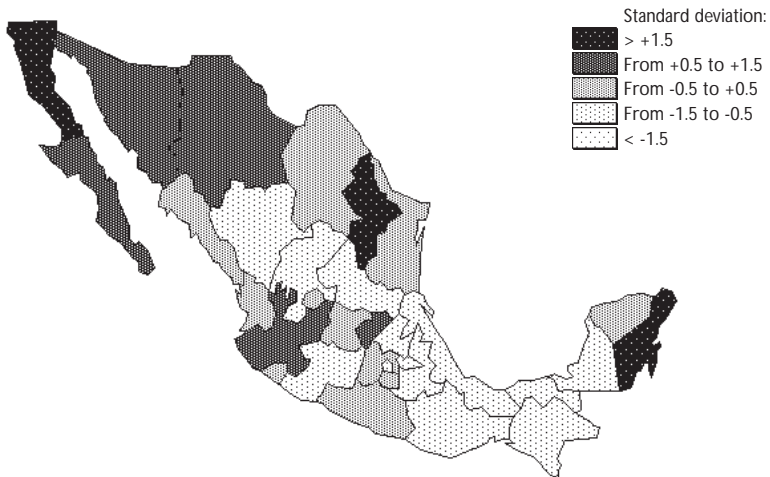 Standard deviation:
> +1.5
From +0.5 to +1.5
From -0.5 to +0.5
From -1.5 to -0.5
< -1.5